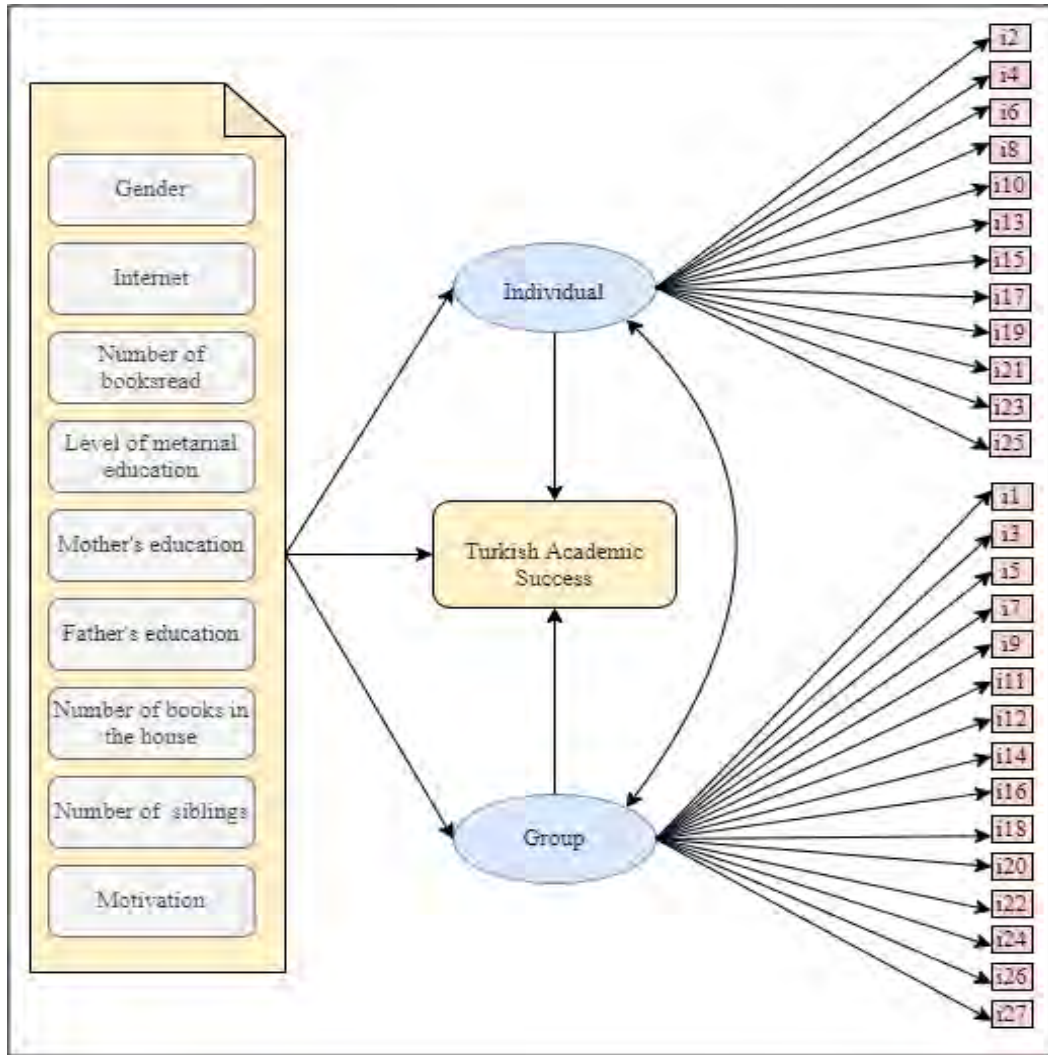 Gender
Internet
Number of
booksread
Level of metarnal
education
Mother's education
Father's education
Number of books in
the house
Number of siblings
Motivation
Individual
Turkish Academic
Success
Group
i2
i4
i6
i8
i10
i13
i15
i17
i19
i21
i23
i25
i1
i3
i5
i7
i9
i11
i12
i14
i16
i18
i20
i22
i24
i26
i27